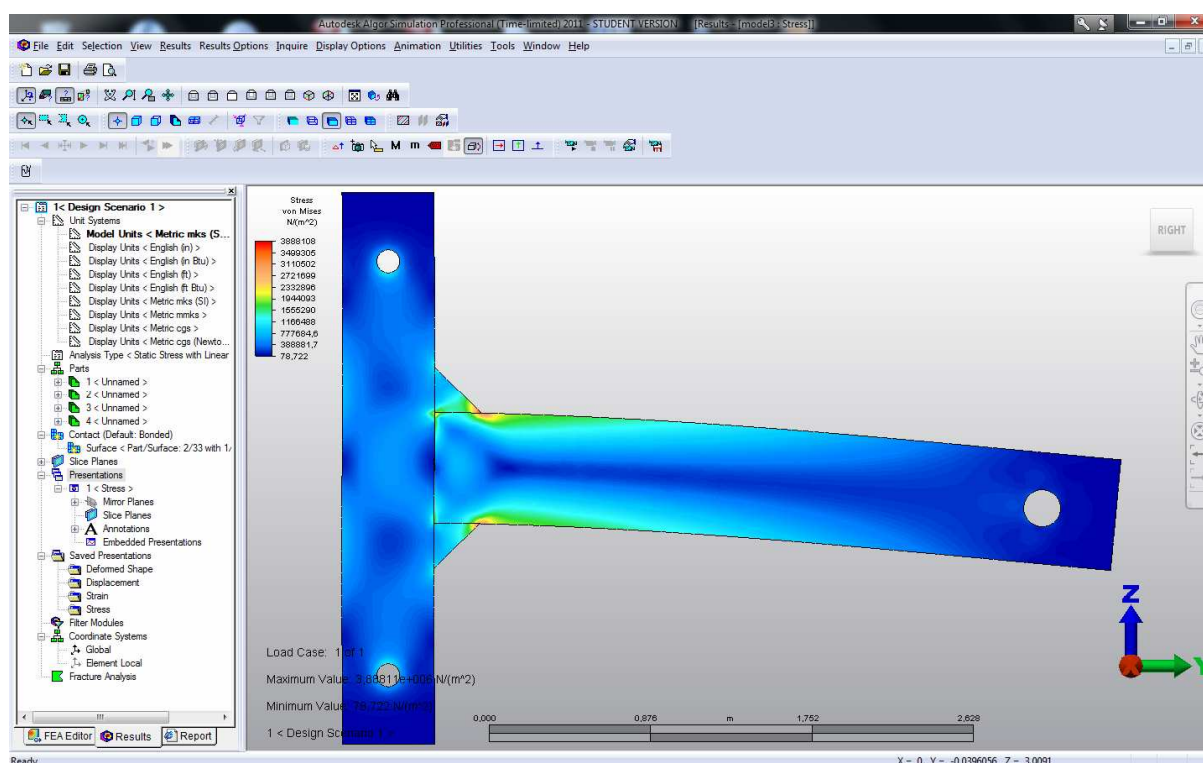 Autodesk Algor Simulation Professional (Time-limited) 2011 - STUDENT VERSION [Results - [model3 : Stress]]
File Edit Selection View Results Results Options Inquire Display Options Animation Utilities Tools Window Help
M m
1< Design Scenario 1 >
Unit Systems
Model Units < Metric mks (S...
Display Units < English (in) >
Display Units < English (in Btu) >
Display Units < English (ft) >
Display Units < English (ft Btu) >
Display Units < Metric mks (SI) >
Display Units < Metric mmks >
Display Units < Metric cgs >
Display Units < Metric cgs (Newto...
Analysis Type < Static Stress with Linear
Parts
1 < Unnamed >
2 < Unnamed >
3 < Unnamed >
4 < Unnamed >
Contact (Default: Bonded)
Surface < Part/Surface: 2/33 with 1/
Slice Planes
Presentations
1 < Stress >
Mirror Planes
Slice Planes
Annotations
Embedded Presentations
Saved Presentations
Deformed Shape
Displacement
Strain
Stress
Filter Modules
Coordinate Systems
Global
Element Local
Fracture Analysis
FEA Editor Results Report
Stress
von Mises
N/(m^2)
3888108
3499305
3110502
2721699
2332896
1944093
1555290
1166488
777684,6
388881,7
78,722
RIGHT
Load Case: 1 of 1
Maximum Value: 3,88811e+006 N/(m^2)
Minimum Value: 78,722 N/(m^2)
1 < Design Scenario 1 >
0,000 0,876 m 1,752 2,628
Z
Y
Ready
X = 0 Y = -0.0396056 Z = 3.0091